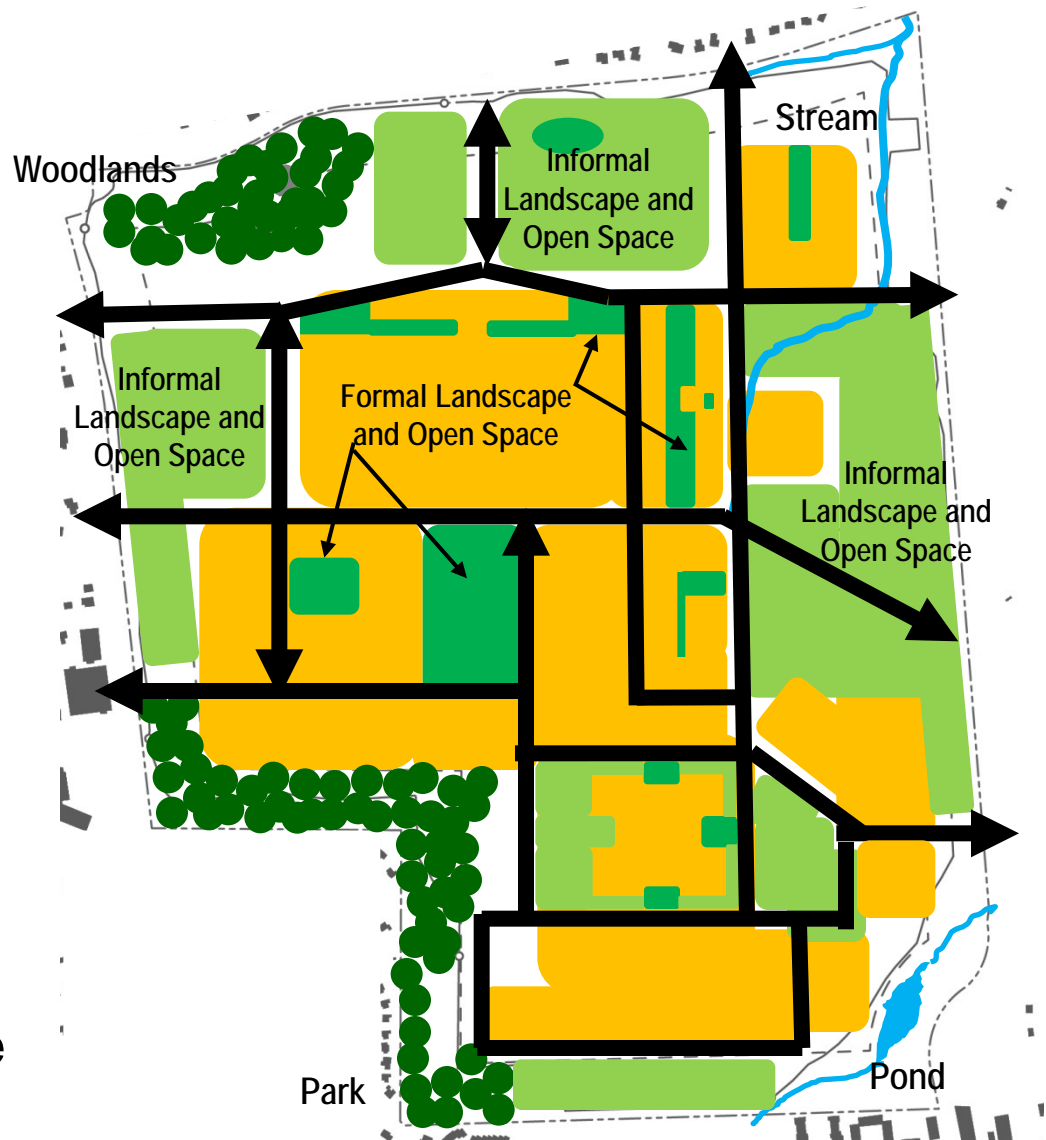 Stream
Woodlands
Informal
Landscape and
Open Space
Informal
Landscape and
Open Space
Formal Landscape
and Open Space
Informal
Landscape and
Open Space
e
Park
Pond